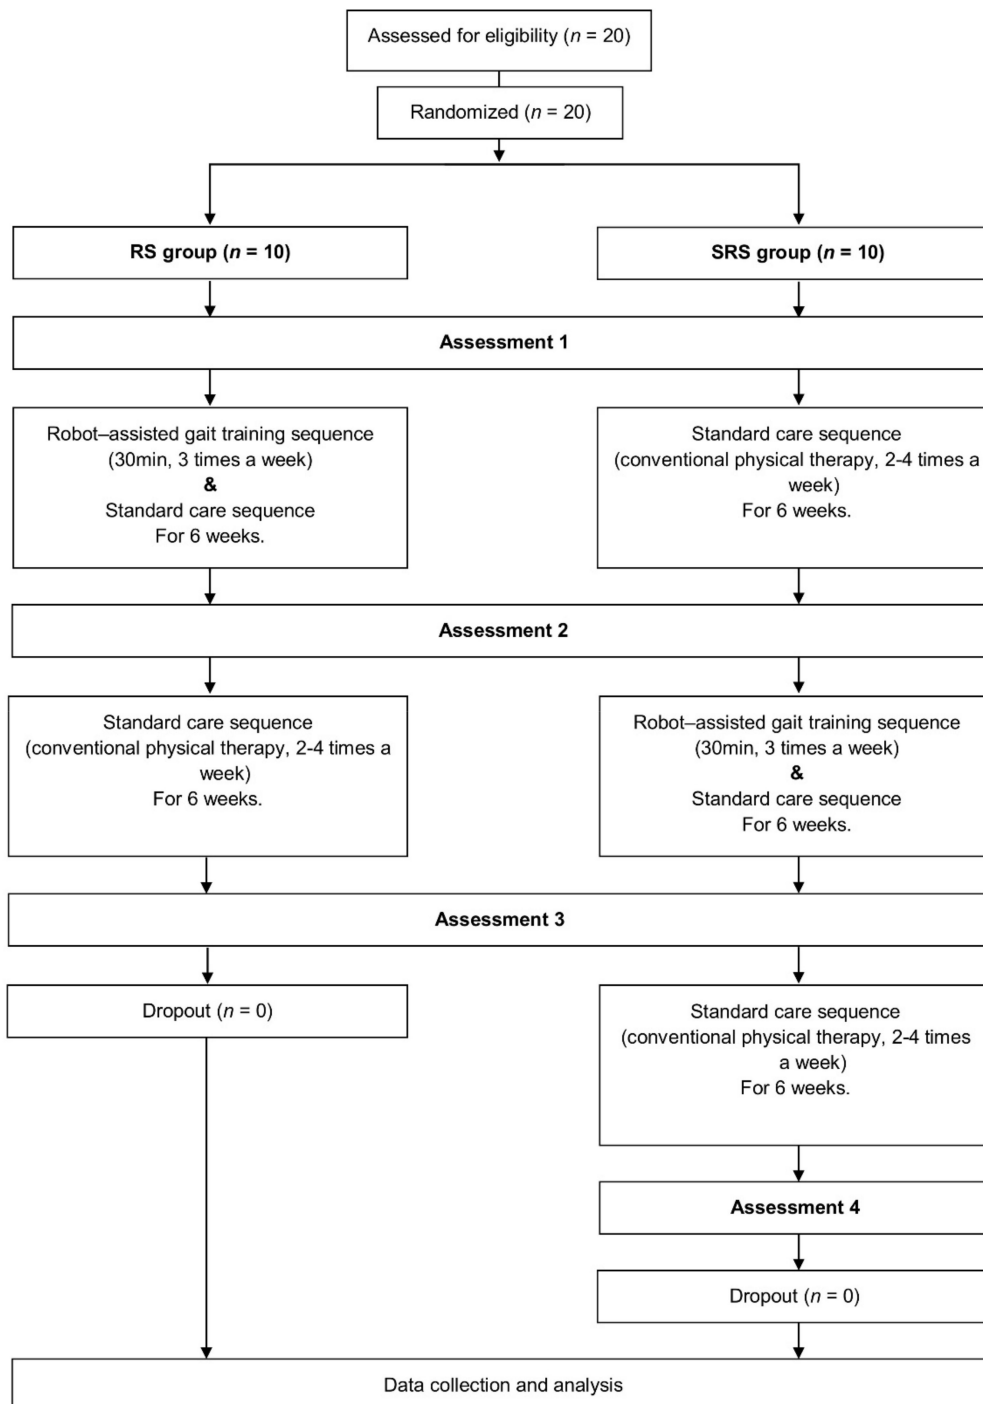 Assessed for eligibility (n = 20)
Randomized (n = 20)
RS group (n = 10)
SRS group (n = 10)
Assessment 1
Robot–assisted gait training sequence
(30min, 3 times a week)
&
Standard care sequence
For 6 weeks.
Standard care sequence
(conventional physical therapy, 2-4 times a
week)
For 6 weeks.
Assessment 2
Standard care sequence
(conventional physical therapy, 2-4 times a
week)
For 6 weeks.
Robot–assisted gait training sequence
(30min, 3 times a week)
&
Standard care sequence
For 6 weeks.
Assessment 3
Dropout (n = 0)
Standard care sequence
(conventional physical therapy, 2-4 times
a week)
For 6 weeks.
Assessment 4
Dropout (n = 0)
Data collection and analysis